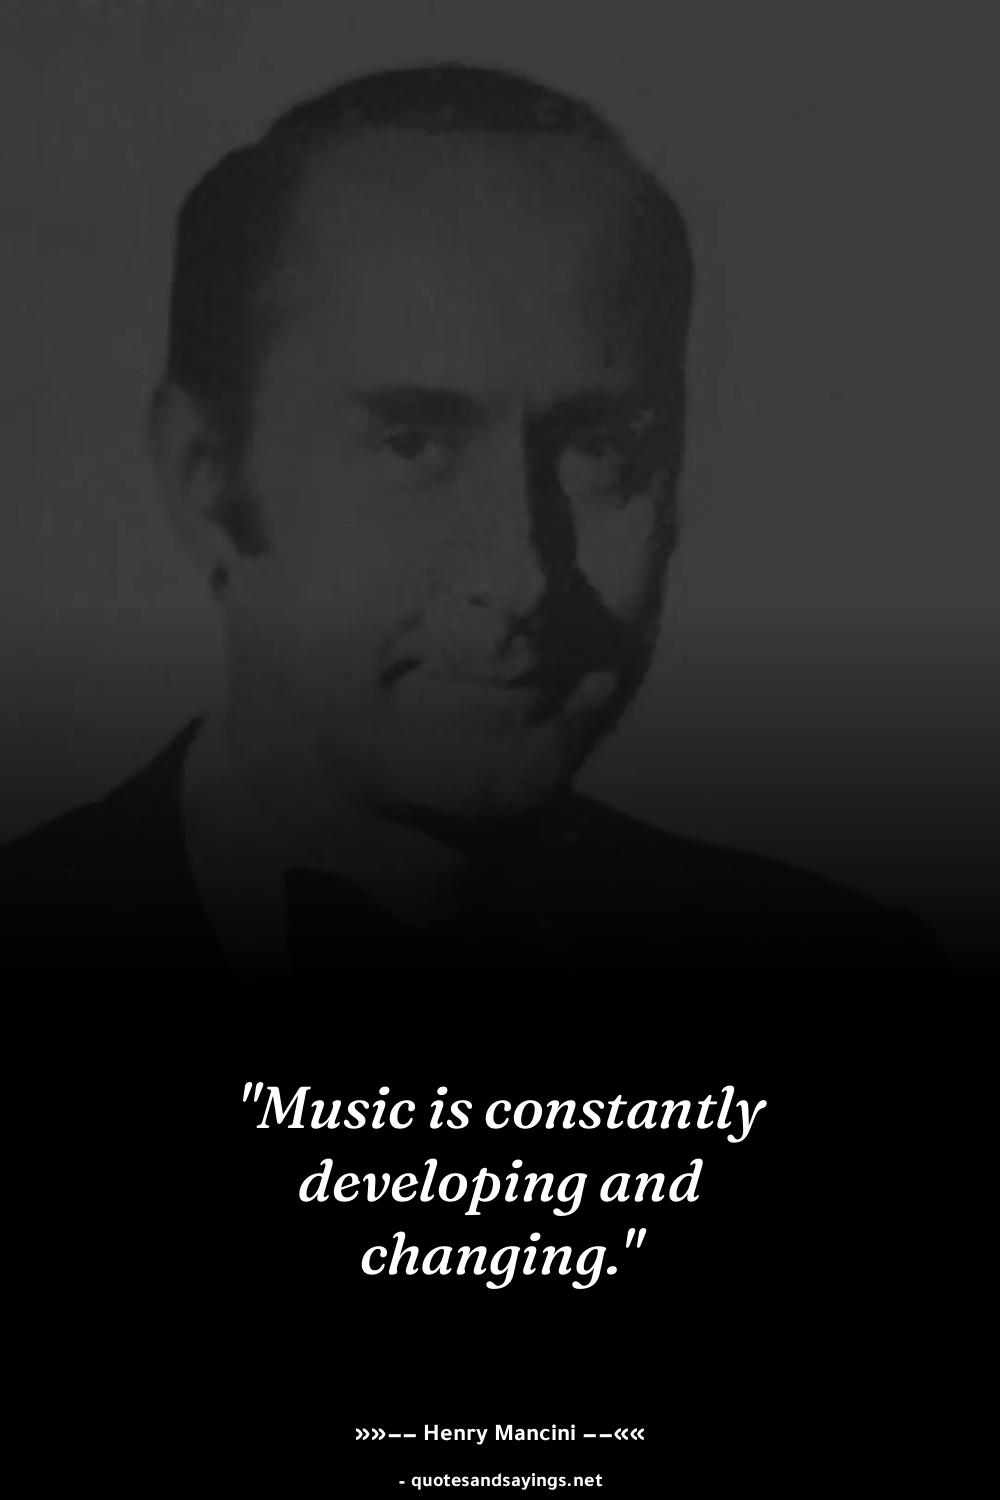 "Music is constantly
developing and
changing."
»»−− Henry Mancini −−««
- quotesandsayings.net